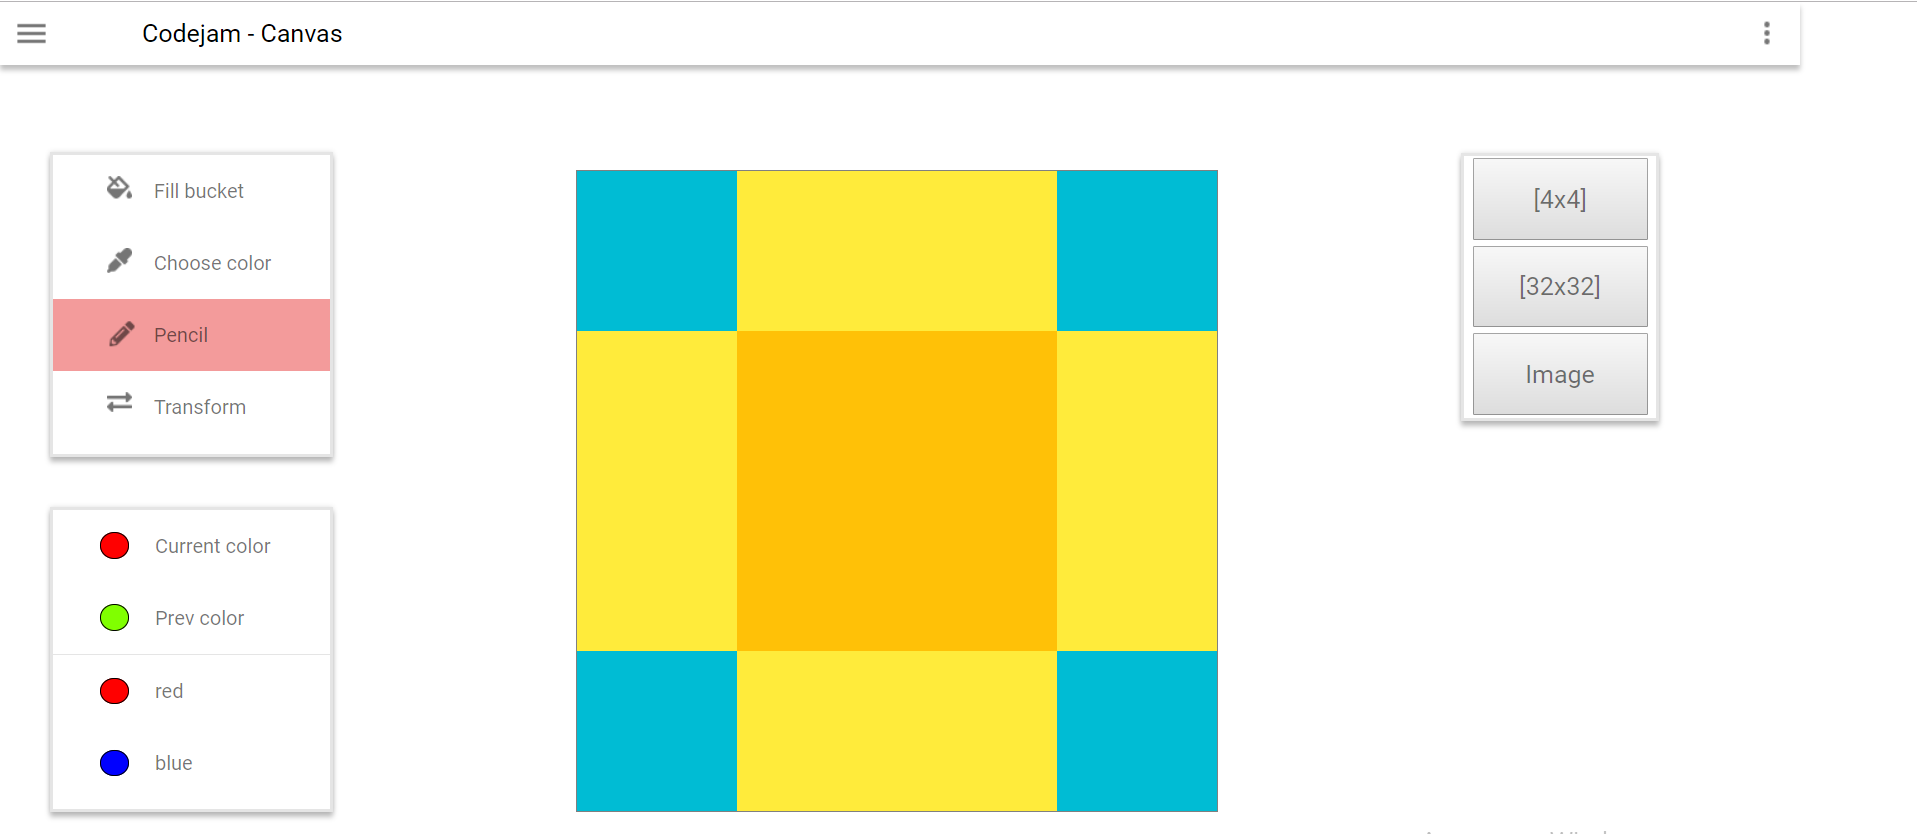 Codejam - Canvas
Fill bucket
Choose color
Pencil
Transform
Current color
Prev color
red
blue
[4x4]
[32x32]
Image